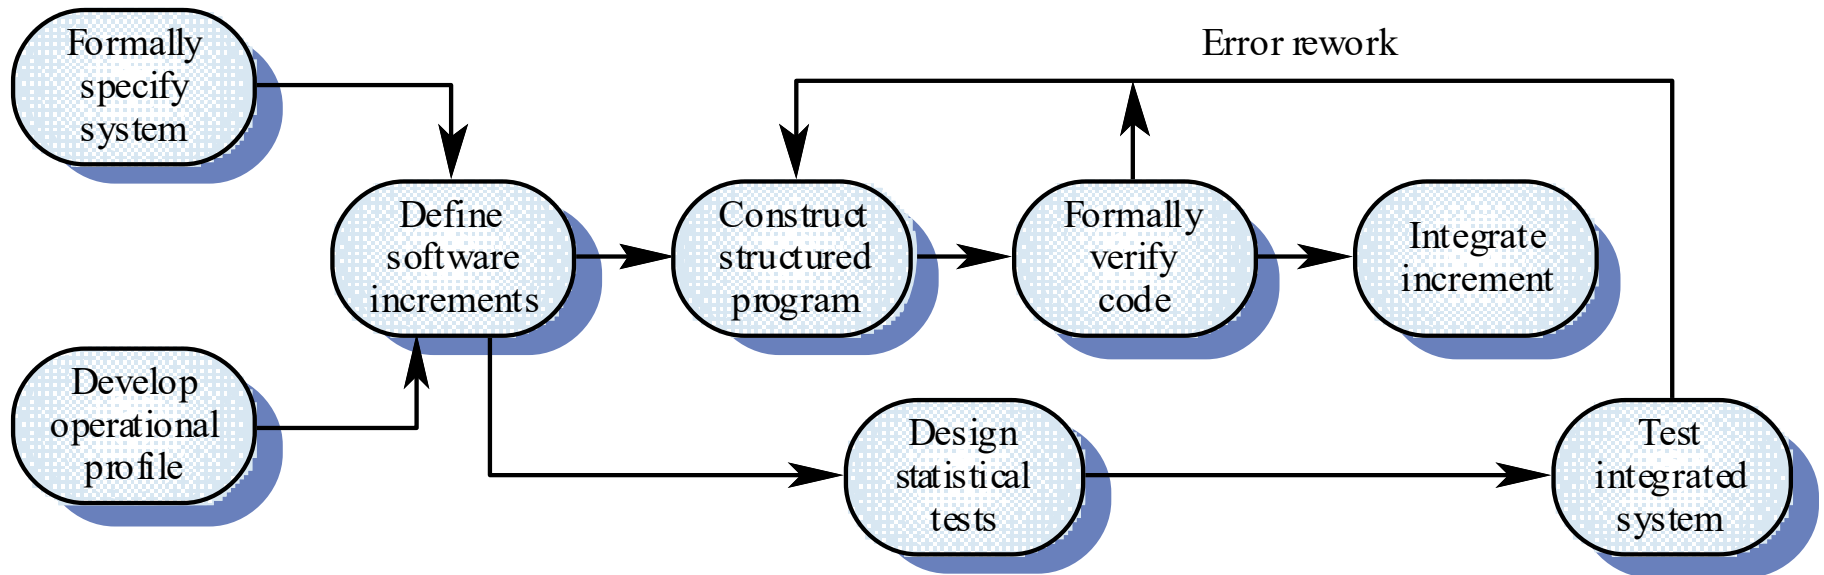 Formally
specify
system
Error rework
Define
software
increments
Construct
structured
program
Formally
verify
code
Integrate
increment
Develop
operational
profile
Design
statistical
tests
Test
integrated
system